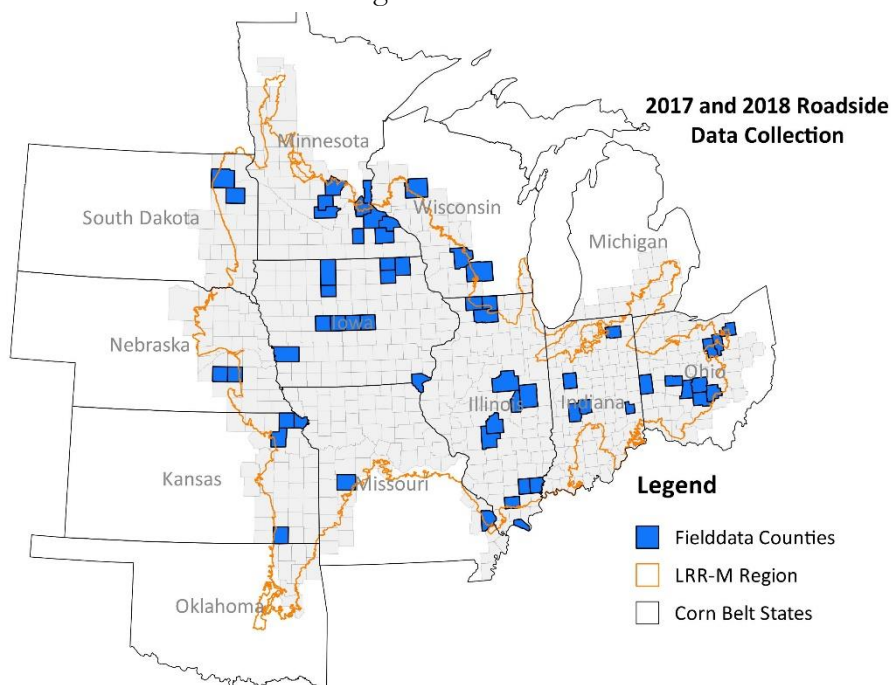 2017 and 2018 Roadside
Data Collection
Minnesota
South Dakota
Wisconsin
Michigan
Nebraska
Iowa
Illinois
Indiana
Ohio
Kansas
Missouri
Oklahoma
Legend
Fielddata Counties
LRR-M Region
Corn Belt States